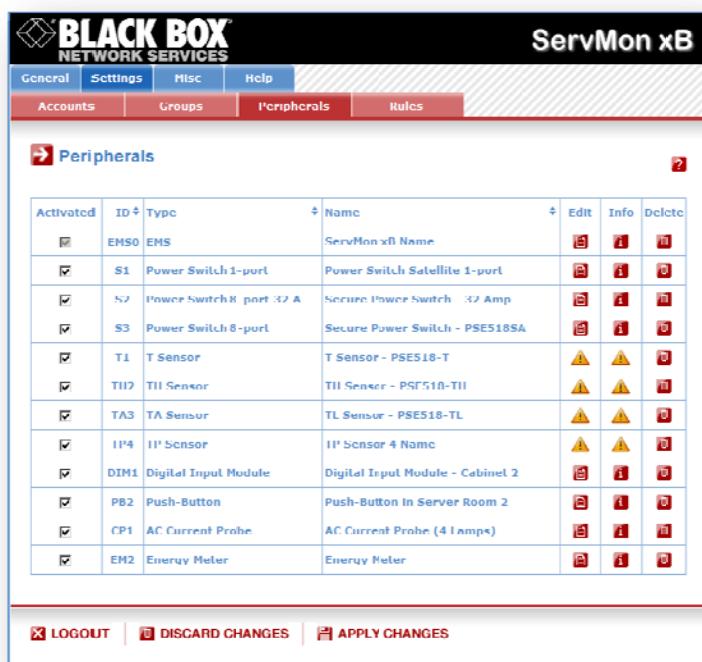 BLACK BOX
NETWORK SERVICES
ServMon xB
General Settings Misc Help
Accounts Groups Peripherals Rules
Peripherals
?
Activated ID Type Name Edit Info Delete
EMS0 EMS ServMon xB Name
S1 Power Switch 1-port Power Switch Satellite 1-port
S2 Power Switch 8-port 32 A Secure Power Switch - 32 Amp
S3 Power Switch 8-port Secure Power Switch - PSE518SA
T1 T Sensor T Sensor - PSE518-T
TH2 TH Sensor TH Sensor - PSE518-TH
TA3 TA Sensor TL Sensor - PSE518-TL
TP4 TP Sensor TP Sensor 4 Name
DIM1 Digital Input Module Digital Input Module - Cabinet 2
PB2 Push-Button Push-Button In Server Room 2
CP1 AC Current Probe AC Current Probe (4 Lamps)
EM2 Energy Meter Energy Meter
LOGOUT DISCARD CHANGES APPLY CHANGES